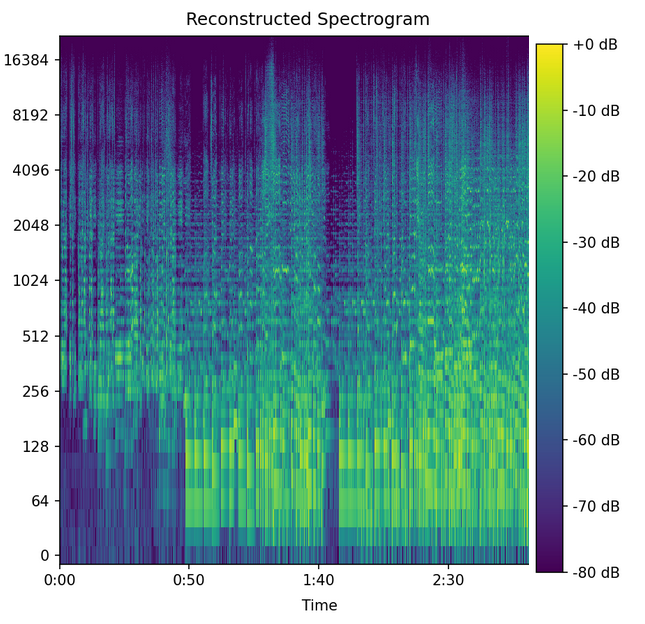 Reconstructed Spectrogram
16384
8192
4096
2048
1024
512
256
128
64
0
0:00 0:50 1:40 2:30
Time
+0 dB
-10 dB
-20 dB
-30 dB
-40 dB
-50 dB
-60 dB
-70 dB
-80 dB